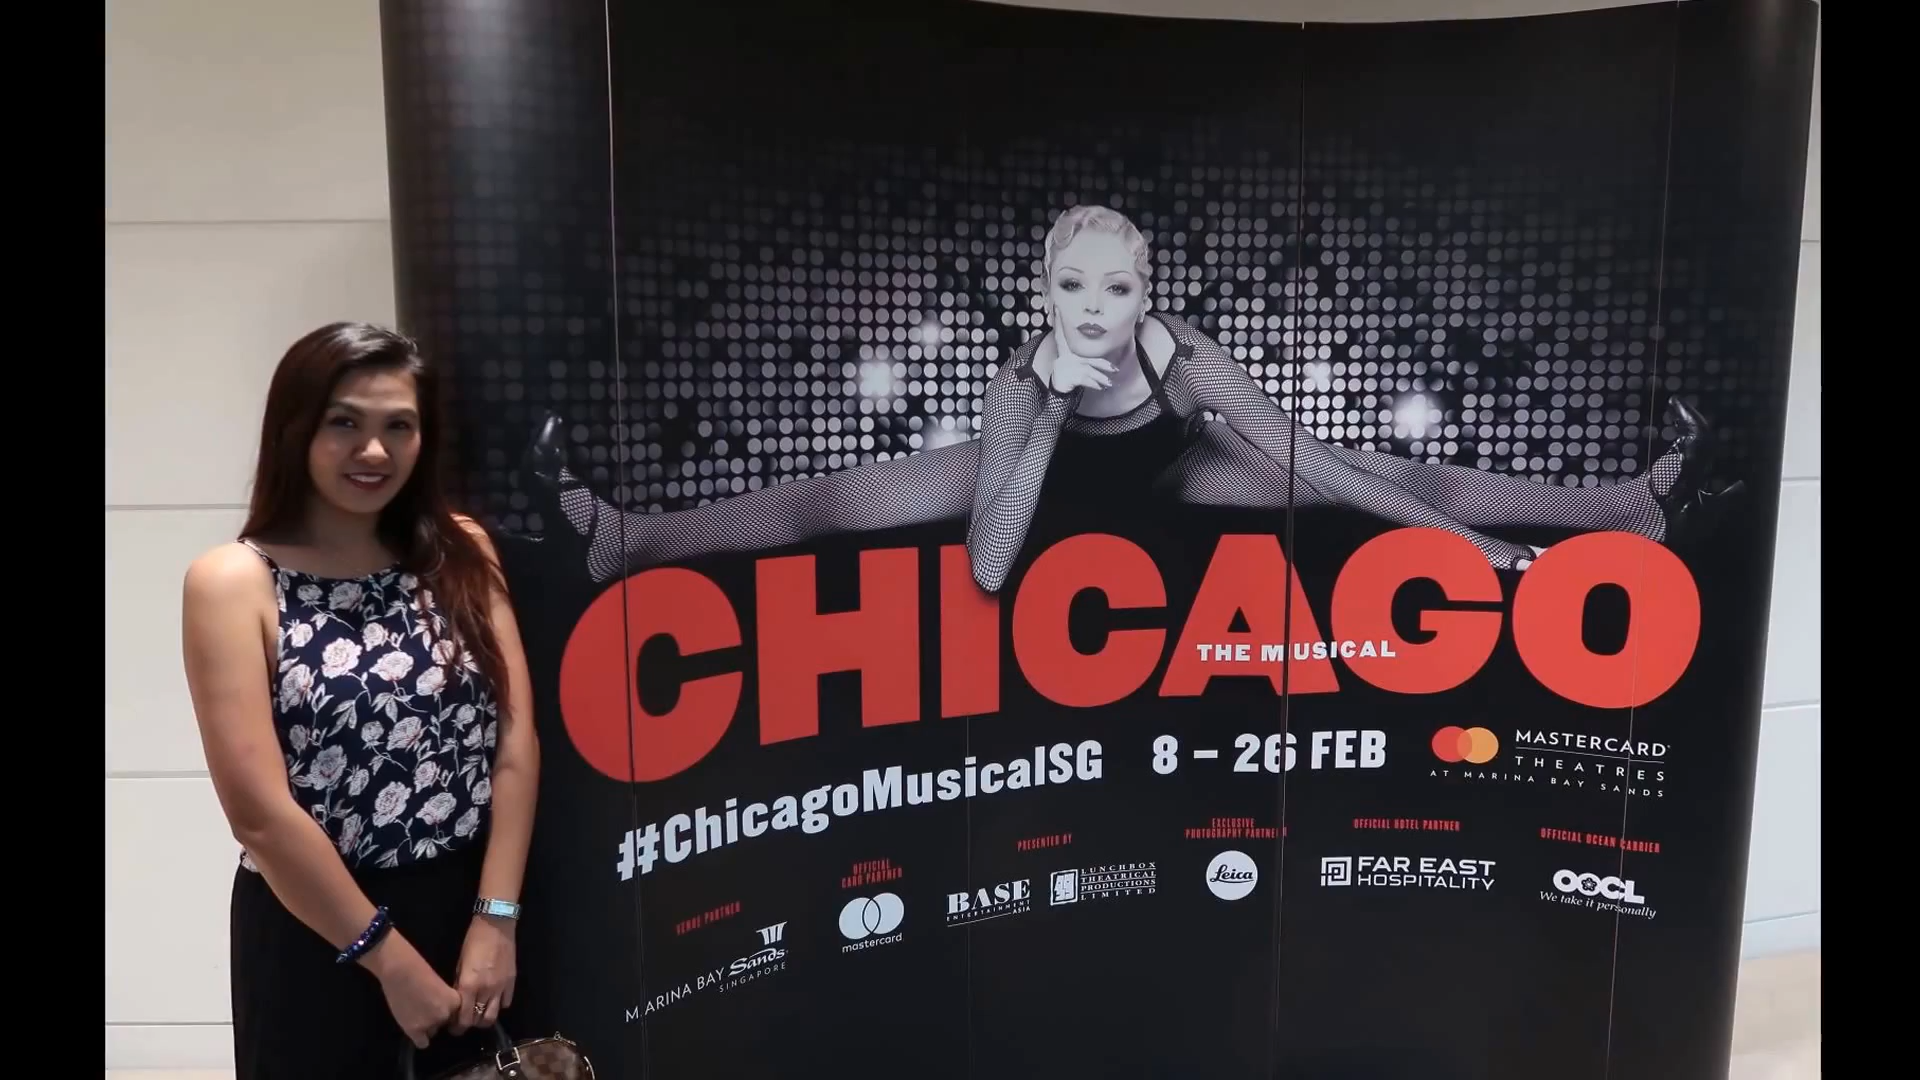 CHICAGO
THE MUSICAL
#ChicagoMusicalSG
8 – 26 FEB
MASTERCARD
THEATRES
AT MARINA BAY SANDS
VENUE PARTNER
MARINA BAY Sands
SINGAPORE
OFFICIAL
CARD PARTNER
mastercard
PRESENTED BY
BASE
ENTERTAINMENT
ASIA
LUNCHBOX
THEATRICAL
PRODUCTIONS
LIMITED
EXCLUSIVE
PHOTOGRAPHY PARTNER
Leica
OFFICIAL HOTEL PARTNER
FAR EAST
HOSPITALITY
OFFICIAL OCEAN CARRIER
OOCL
We take it personally